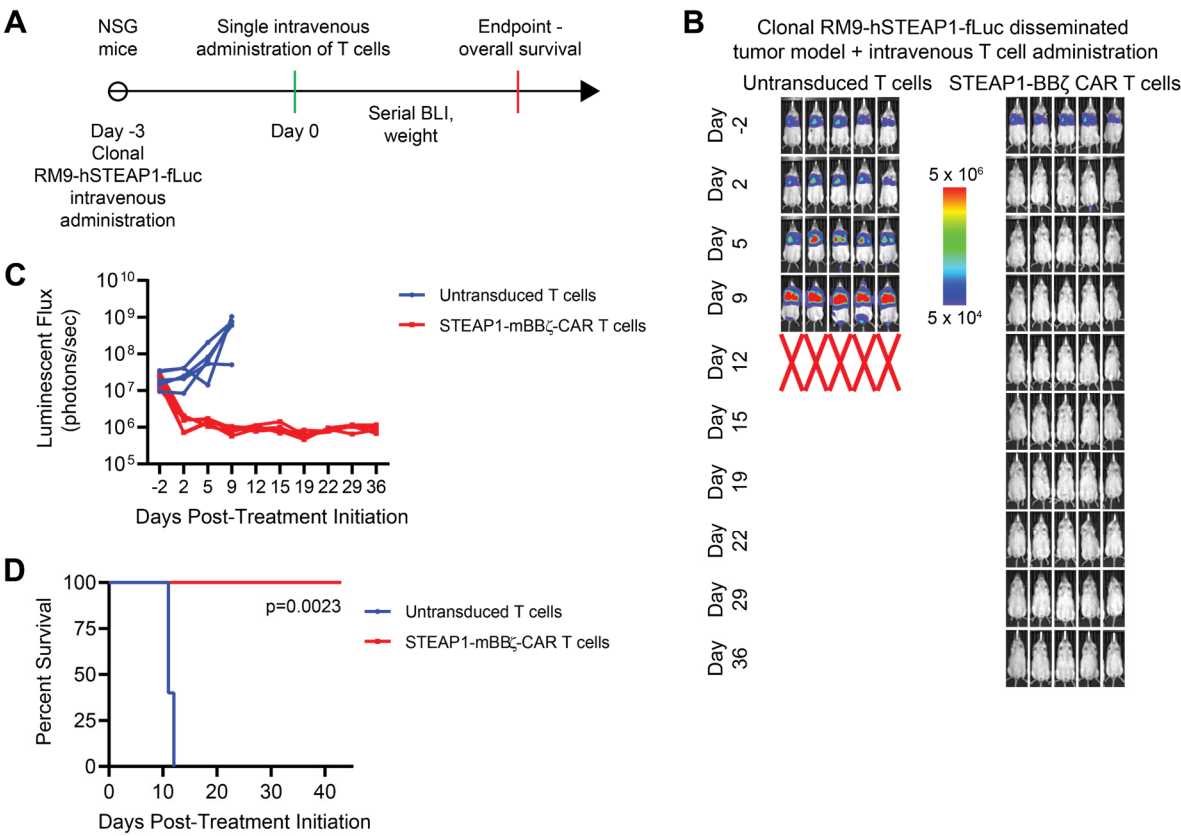 A
NSG
mice
Single intravenous
administration of T cells
Endpoint -
overall survival
Day -3
Clonal
RM9-hSTEAP1-fLuc
intravenous
administration
Day 0
Serial BLI,
weight
B
Clonal RM9-hSTEAP1-fLuc disseminated
tumor model + intravenous T cell administration
Untransduced T cells
STEAP1-BBζ CAR T cells
Day
-2
Day
2
Day
5
Day
9
Day
12
Day
15
Day
19
Day
22
Day
29
Day
36
5 x 10⁶
5 x 10⁴
C
Luminescent Flux
(photons/sec)
10¹⁰
10⁹
10⁸
10⁷
10⁶
10⁵
-2 2 5 9 12 15 19 22 29 36
Days Post-Treatment Initiation
Untransduced T cells
STEAP1-mBBζ-CAR T cells
D
Percent Survival
100
75
50
25
0
0 10 20 30 40
Days Post-Treatment Initiation
p=0.0023
Untransduced T cells
STEAP1-mBBζ-CAR T cells